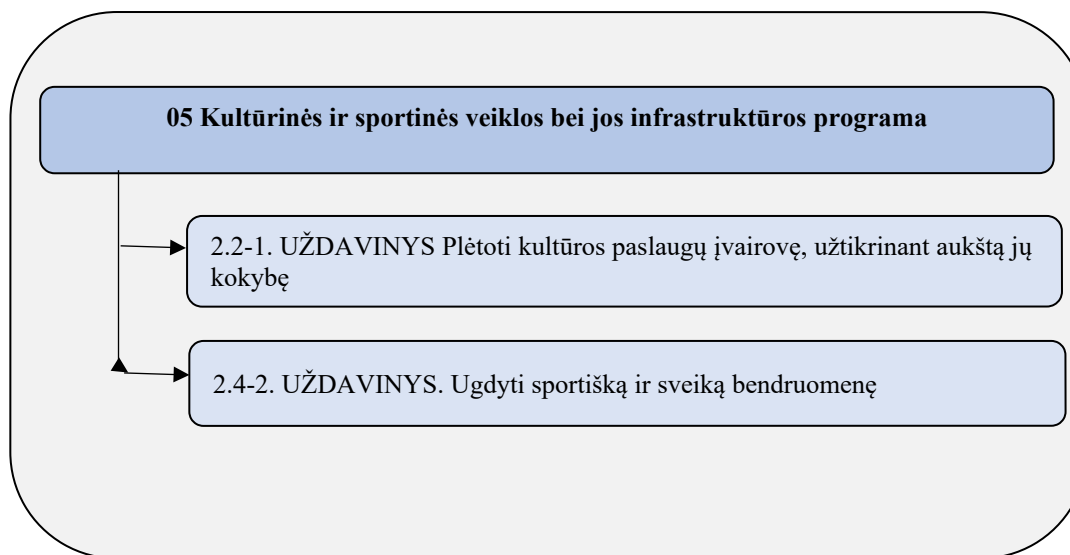 05 Kultūrinės ir sportinės veiklos bei jos infrastruktūros programa
2.2-1. UŽDAVINYS Plėtoti kultūros paslaugų įvairovę, užtikrinant aukštą jų
kokybę
2.4-2. UŽDAVINYS. Ugdyti sportišką ir sveiką bendruomenę